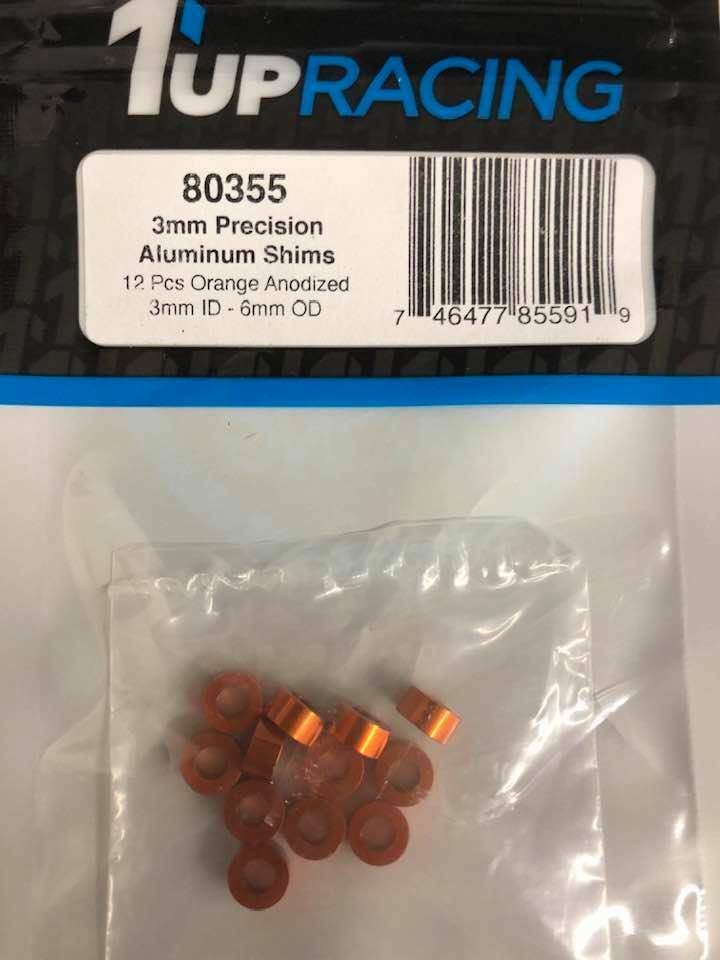 1UPRACING
80355
3mm Precision
Aluminum Shims
12 Pcs Orange Anodized
3mm ID - 6mm OD
7 46477 85591 9